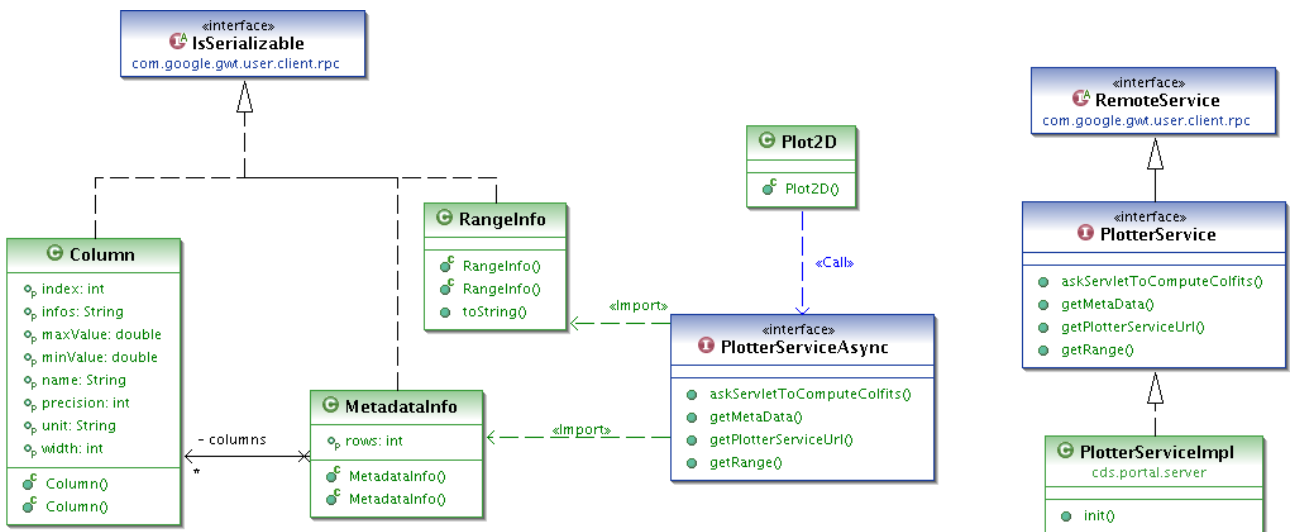 «interface»
IsSerializable
com.google.gwt.user.client.rpc
«interface»
RemoteService
com.google.gwt.user.client.rpc
Plot2D
Plot2D()
RangeInfo
RangeInfo()
RangeInfo()
toString()
«interface»
PlotterService
askServletToComputeColfits()
getMetaData()
getPlotterServiceUrl()
getRange()
Column
index: int
infos: String
maxValue: double
minValue: double
name: String
precision: int
unit: String
width: int
Column()
Column()
«Call»
«Import»
«interface»
PlotterServiceAsync
askServletToComputeColfits()
getMetaData()
getPlotterServiceUrl()
getRange()
MetadataInfo
rows: int
MetadataInfo()
MetadataInfo()
- columns
*
«Import»
PlotterServiceImpl
cds.portal.server
init()